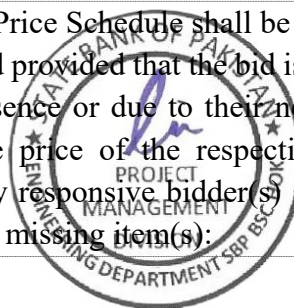 Price Schedule shall be
d provided that the bid is
sence or due to their no
e price of the respecti
y responsive bidder(s)
missing item(s):
STATE BANK OF PAKISTAN
PROJECT
MANAGEMENT
DIVISION
ENGINEERING DEPARTMENT SBP BSC